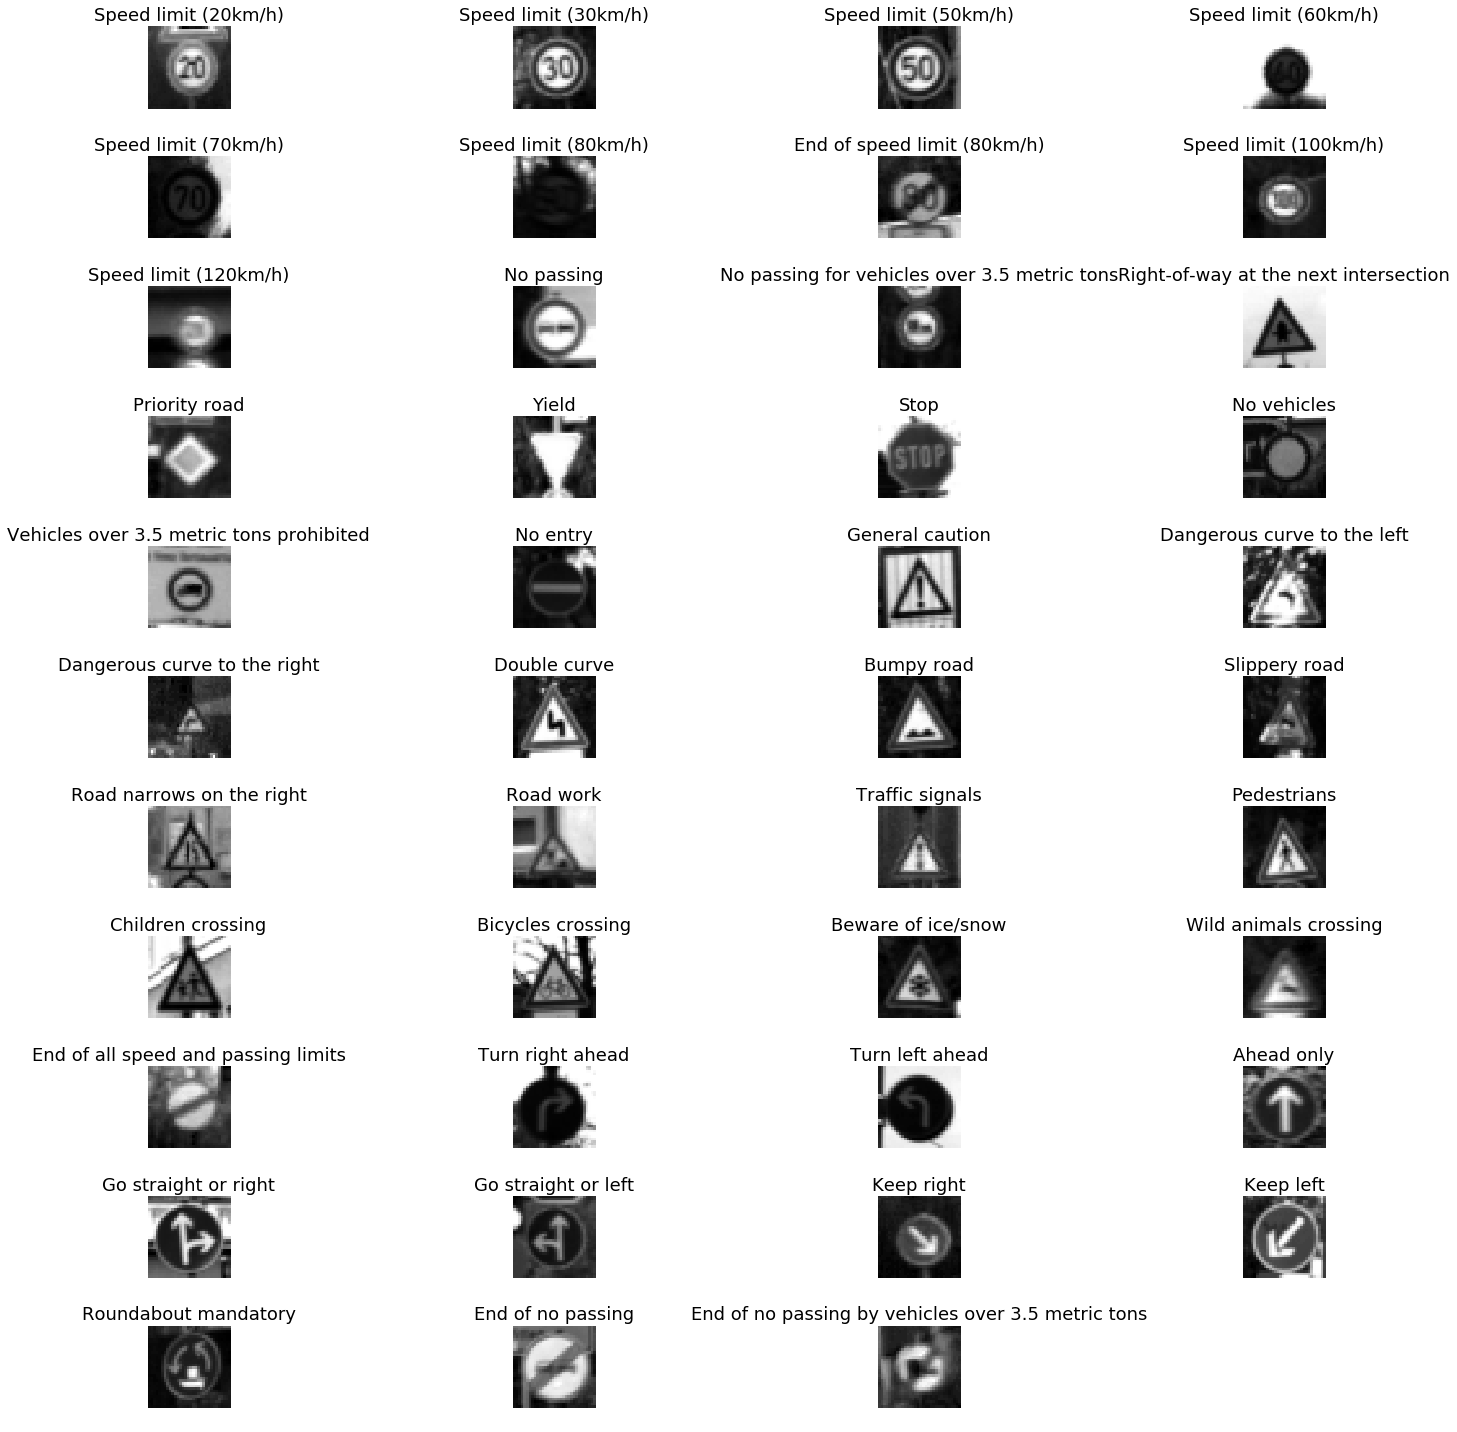 Speed limit (20km/h)
Speed limit (30km/h)
Speed limit (50km/h)
Speed limit (60km/h)
20
30
50
60
Speed limit (70km/h)
Speed limit (80km/h)
End of speed limit (80km/h)
Speed limit (100km/h)
70
80
100
Speed limit (120km/h)
No passing
No passing for vehicles over 3.5 metric tons
Right-of-way at the next intersection
Priority road
Yield
Stop
No vehicles
STOP
Vehicles over 3.5 metric tons prohibited
No entry
General caution
Dangerous curve to the left
Dangerous curve to the right
Double curve
Bumpy road
Slippery road
Road narrows on the right
Road work
Traffic signals
Pedestrians
Children crossing
Bicycles crossing
Beware of ice/snow
Wild animals crossing
End of all speed and passing limits
Turn right ahead
Turn left ahead
Ahead only
Go straight or right
Go straight or left
Keep right
Keep left
Roundabout mandatory
End of no passing
End of no passing by vehicles over 3.5 metric tons